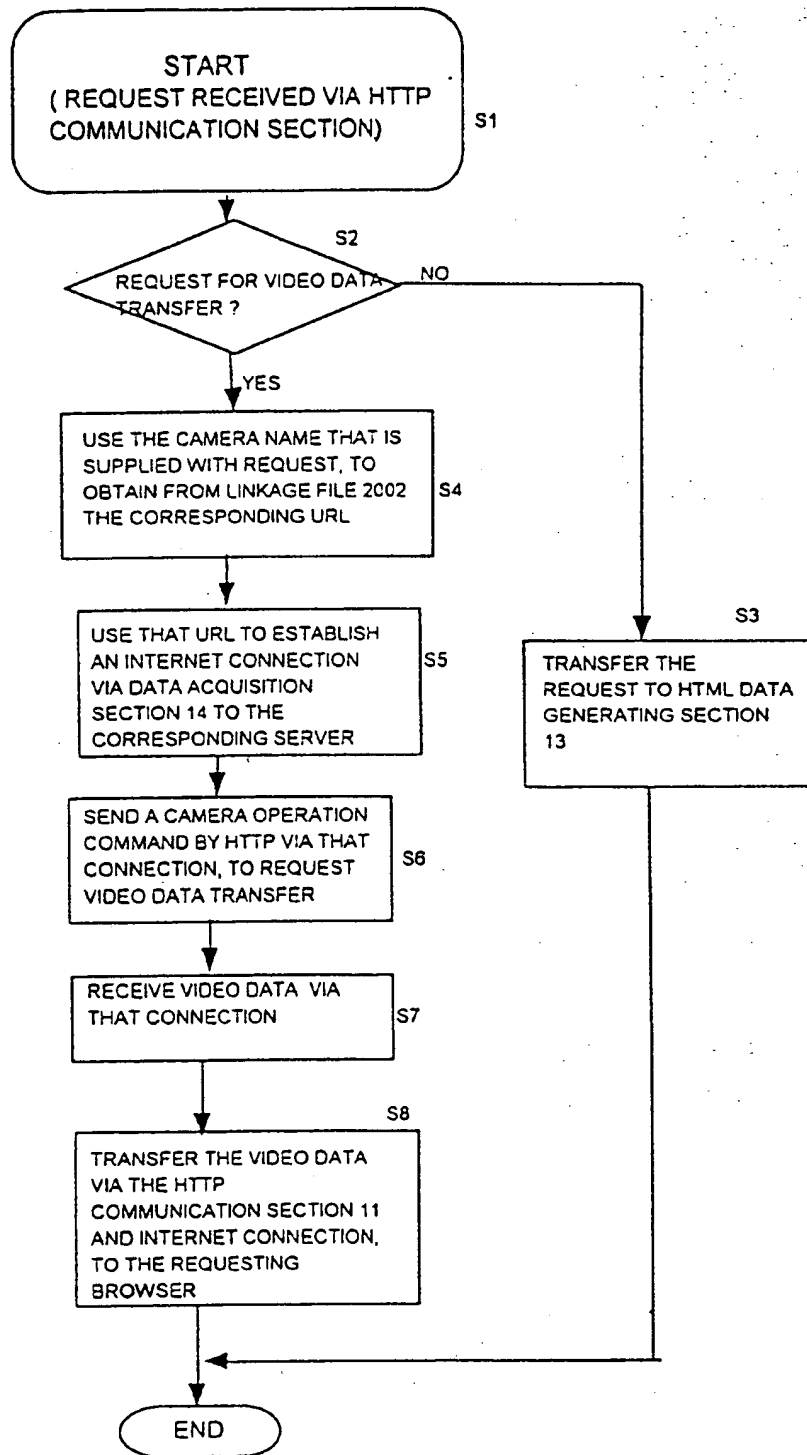 START
( REQUEST RECEIVED VIA HTTP
COMMUNICATION SECTION)
S1
S2
REQUEST FOR VIDEO DATA
TRANSFER ?
NO
YES
USE THE CAMERA NAME THAT IS
SUPPLIED WITH REQUEST, TO
OBTAIN FROM LINKAGE FILE 2002
THE CORRESPONDING URL
S4
USE THAT URL TO ESTABLISH
AN INTERNET CONNECTION
VIA DATA ACQUISITION
SECTION 14 TO THE
CORRESPONDING SERVER
S5
S3
TRANSFER THE
REQUEST TO HTML DATA
GENERATING SECTION
13
SEND A CAMERA OPERATION
COMMAND BY HTTP VIA THAT
CONNECTION, TO REQUEST
VIDEO DATA TRANSFER
S6
RECEIVE VIDEO DATA VIA
THAT CONNECTION
S7
S8
TRANSFER THE VIDEO DATA
VIA THE HTTP
COMMUNICATION SECTION 11
AND INTERNET CONNECTION,
TO THE REQUESTING
BROWSER
END